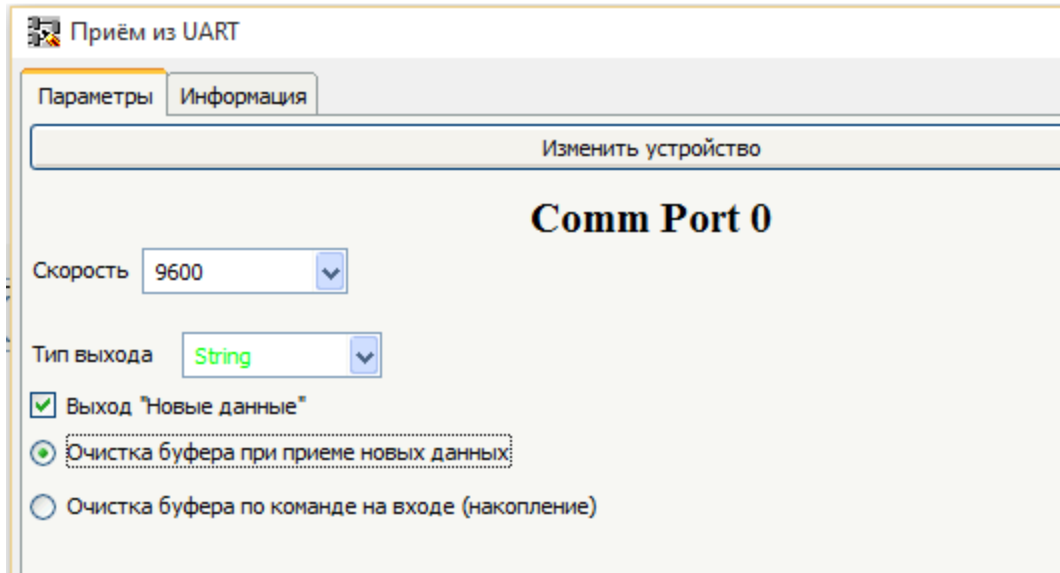 Приём из UART
Параметры Информация
Изменить устройство
Comm Port 0
Скорость 9600
Тип выхода String
Выход "Новые данные"
Очистка буфера при приеме новых данных
Очистка буфера по команде на входе (накопление)